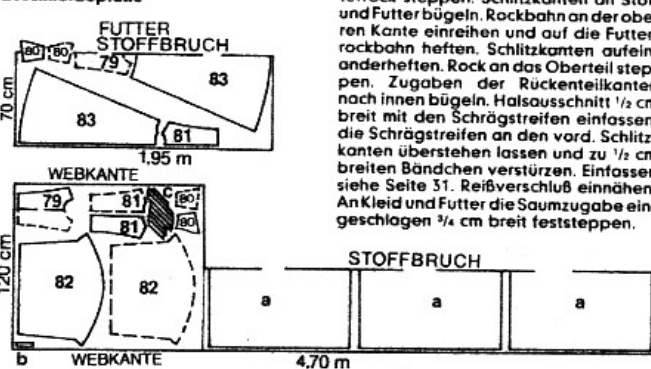 FUTTER
STOFFBRUCH
80
80
79
83
83
81
70 cm
1.95 m
WEBKANTE
79
81
c
80
81
80
82
82
120 cm
b
WEBKANTE
STOFFBRUCH
a
a
a
4.70 m
steppen. Schlitzkanten an
und Futter bügeln. Rockbahn an der obe-
ren Kante einreihen und auf die Futter-
rockbahn heften. Schlitzkanten aufein-
anderheften. Rock an das Oberteil step-
pen. Zugaben der Rückenteilkanten
nach innen bügeln. Halsausschnitt ½ cm
breit mit den Schrägstreifen einfassen,
die Schrägstreifen an den vord. Schlitz-
kanten überstehen lassen und zu ½ cm
breiten Bändchen verstürzen. Einfassen
siehe Seite 31. Reißverschluß einnähen.
An Kleid und Futter die Saumzugabe ein-
geschlagen ¾ cm breit feststeppen.